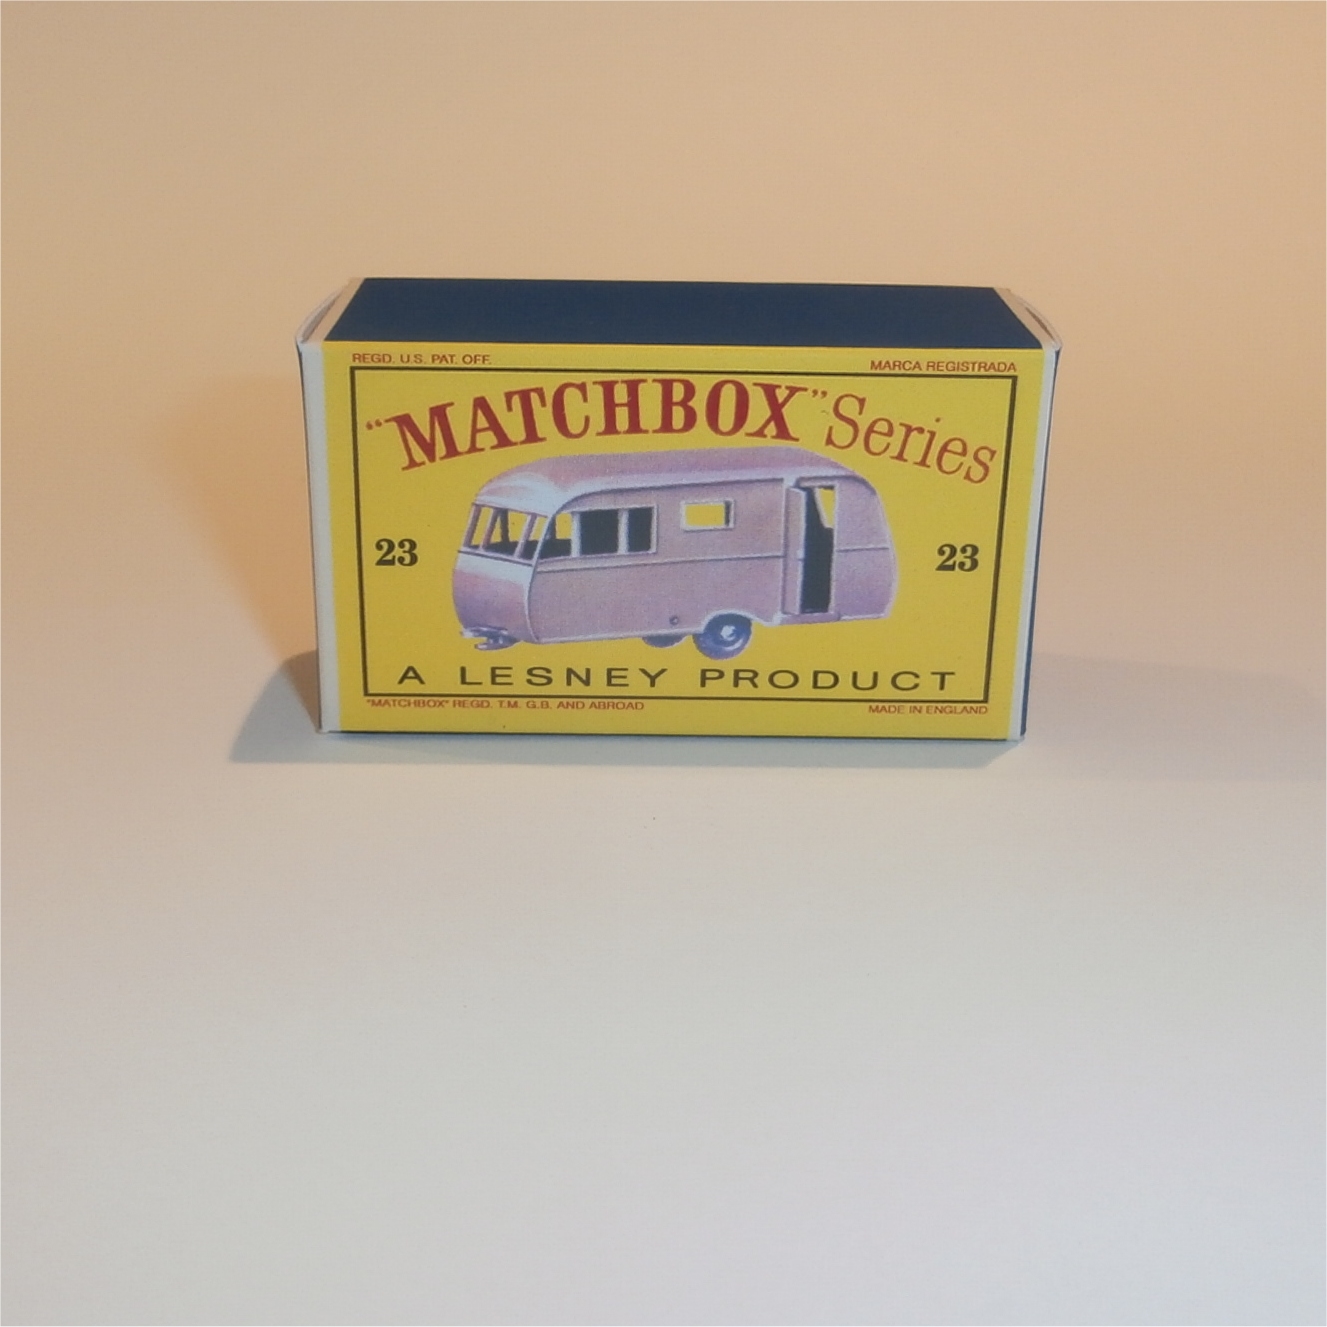 REGD. U.S. PAT. OFF. MARCA REGISTRADA
"MATCHBOX" Series
23 23
A LESNEY PRODUCT
"MATCHBOX" REGD. T.M. G.B. AND ABROAD MADE IN ENGLAND